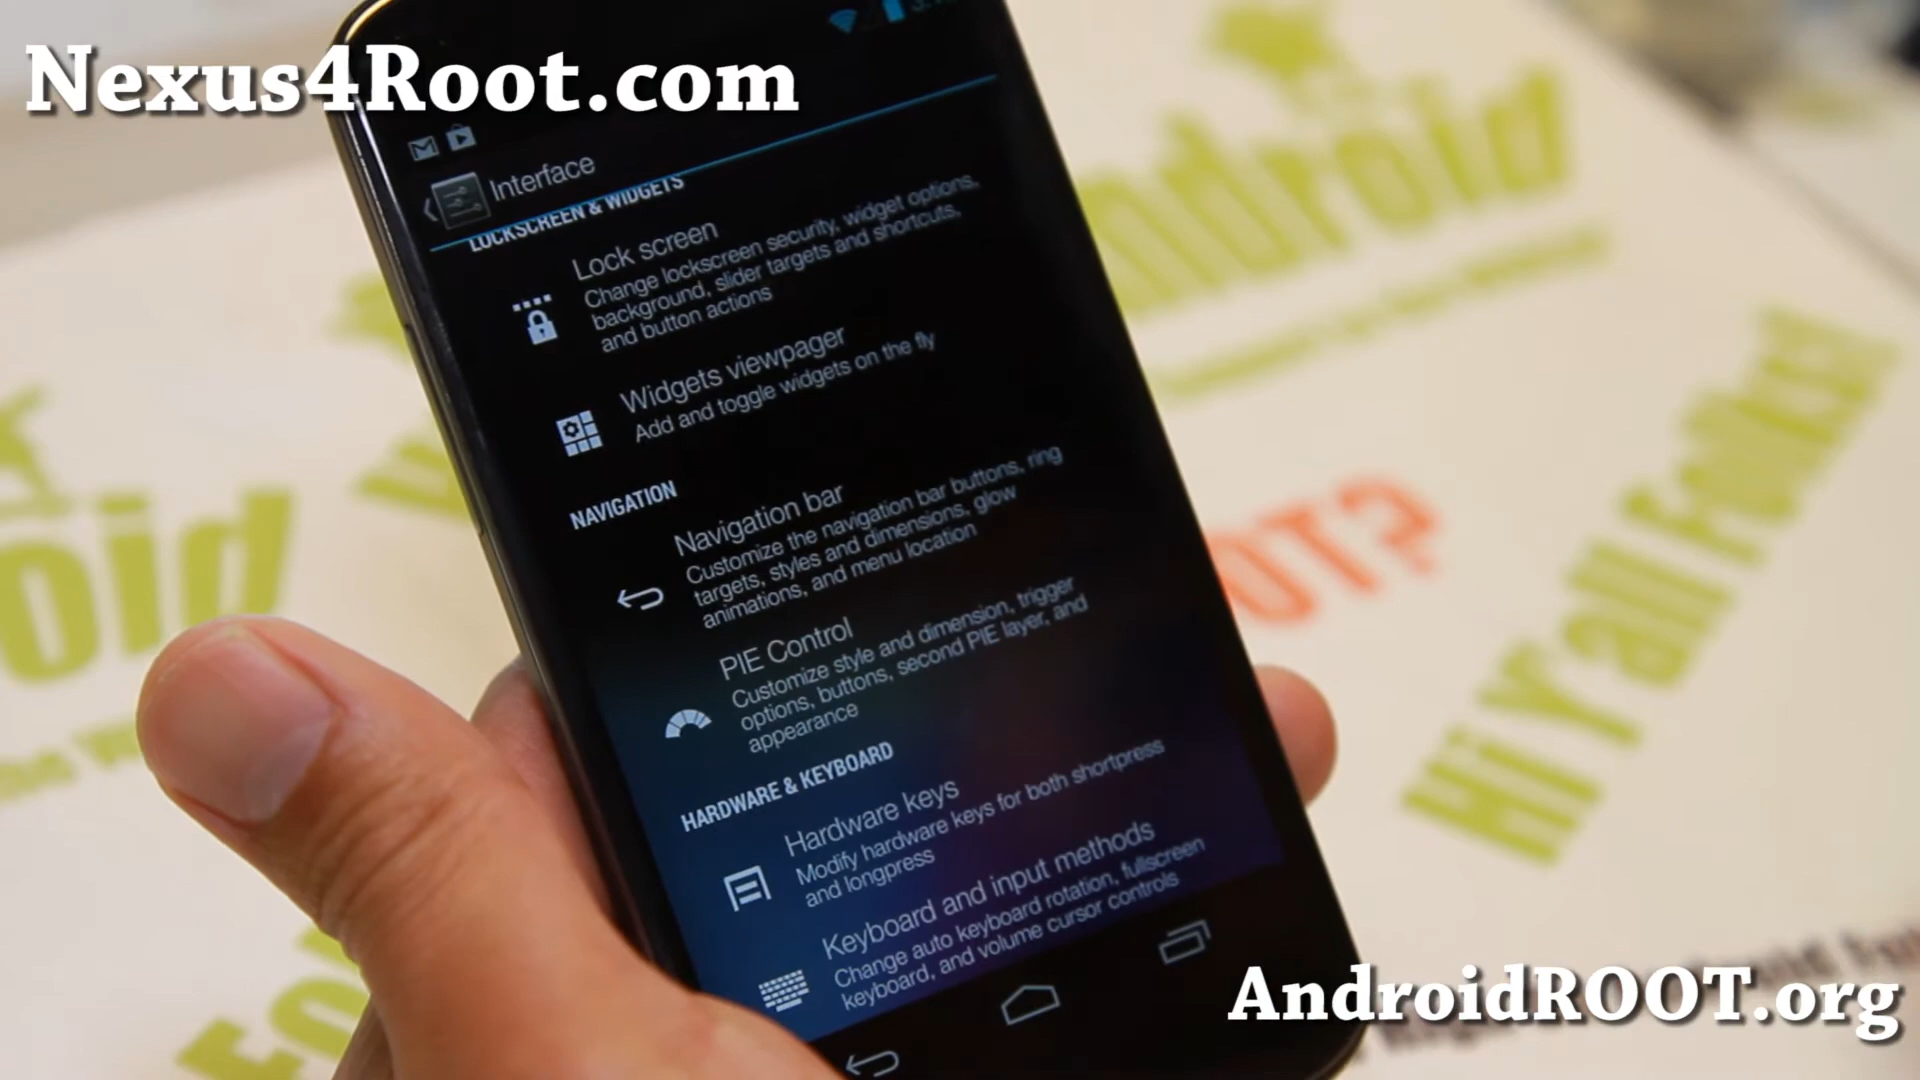 Nexus4Root.com
Interface
LOCKSCREEN & WIDGETS
Lock screen
Change lockscreen security, widget options,
background, slider targets and shortcuts,
and button actions
Widgets viewpager
Add and toggle widgets on the fly
NAVIGATION
Navigation bar
Customize the navigation bar buttons, ring
targets, styles and dimensions, glow
animations, and menu location
PIE Control
Customize style and dimension, trigger
options, buttons, second PIE layer, and
appearance
HARDWARE & KEYBOARD
Hardware keys
Modify hardware keys for both shortpress
and longpress
Keyboard and input methods
Change auto keyboard rotation, fullscreen
keyboard, and volume cursor controls
Hi Y'all Folks!
AndroidROOT.org